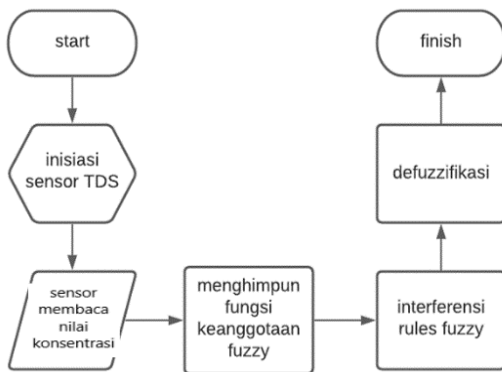 start
inisiasi
sensor TDS
sensor
membaca
nilai
konsentrasi
menghimpun
fungsi
keanggotaan
fuzzy
interferensi
rules fuzzy
defuzzifikasi
finish